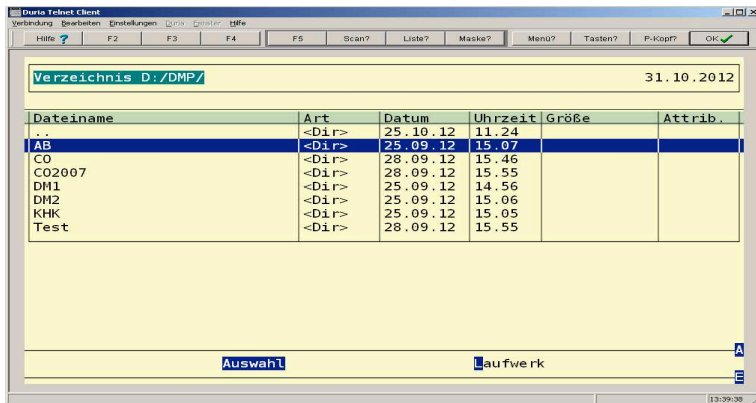 Duria Telnet Client
Verbindung Bearbeiten Einstellungen Duria Fenster Hilfe
Hilfe ? F2 F3 F4 F5 Scan? Liste? Maske? Menü? Tasten? P-Kopf? OK
Verzeichnis D:/DMP/ 31.10.2012
Dateiname Art Datum Uhrzeit Größe Attrib.
.. <Dir> 25.10.12 11.24
AB <Dir> 25.09.12 15.07
CO <Dir> 28.09.12 15.46
CO2007 <Dir> 28.09.12 15.55
DM1 <Dir> 25.09.12 14.56
DM2 <Dir> 25.09.12 15.06
KHK <Dir> 25.09.12 15.05
Test <Dir> 28.09.12 15.55
A
Auswahl Laufwerk
E
13:39:38